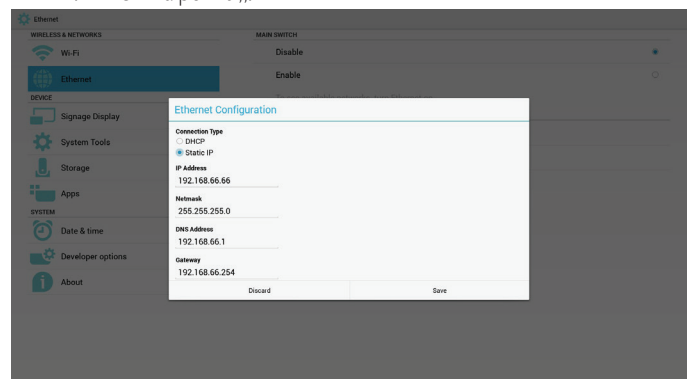 Ethernet
WIRELESS & NETWORKS
Wi-Fi
Ethernet
DEVICE
Signage Display
System Tools
Storage
Apps
SYSTEM
Date & time
Developer options
About
MAIN SWITCH
Disable
Enable
Ethernet Configuration
Connection Type
DHCP
Static IP
IP Address
192.168.66.66
Netmask
255.255.255.0
DNS Address
192.168.66.1
Gateway
192.168.66.254
Discard
Save